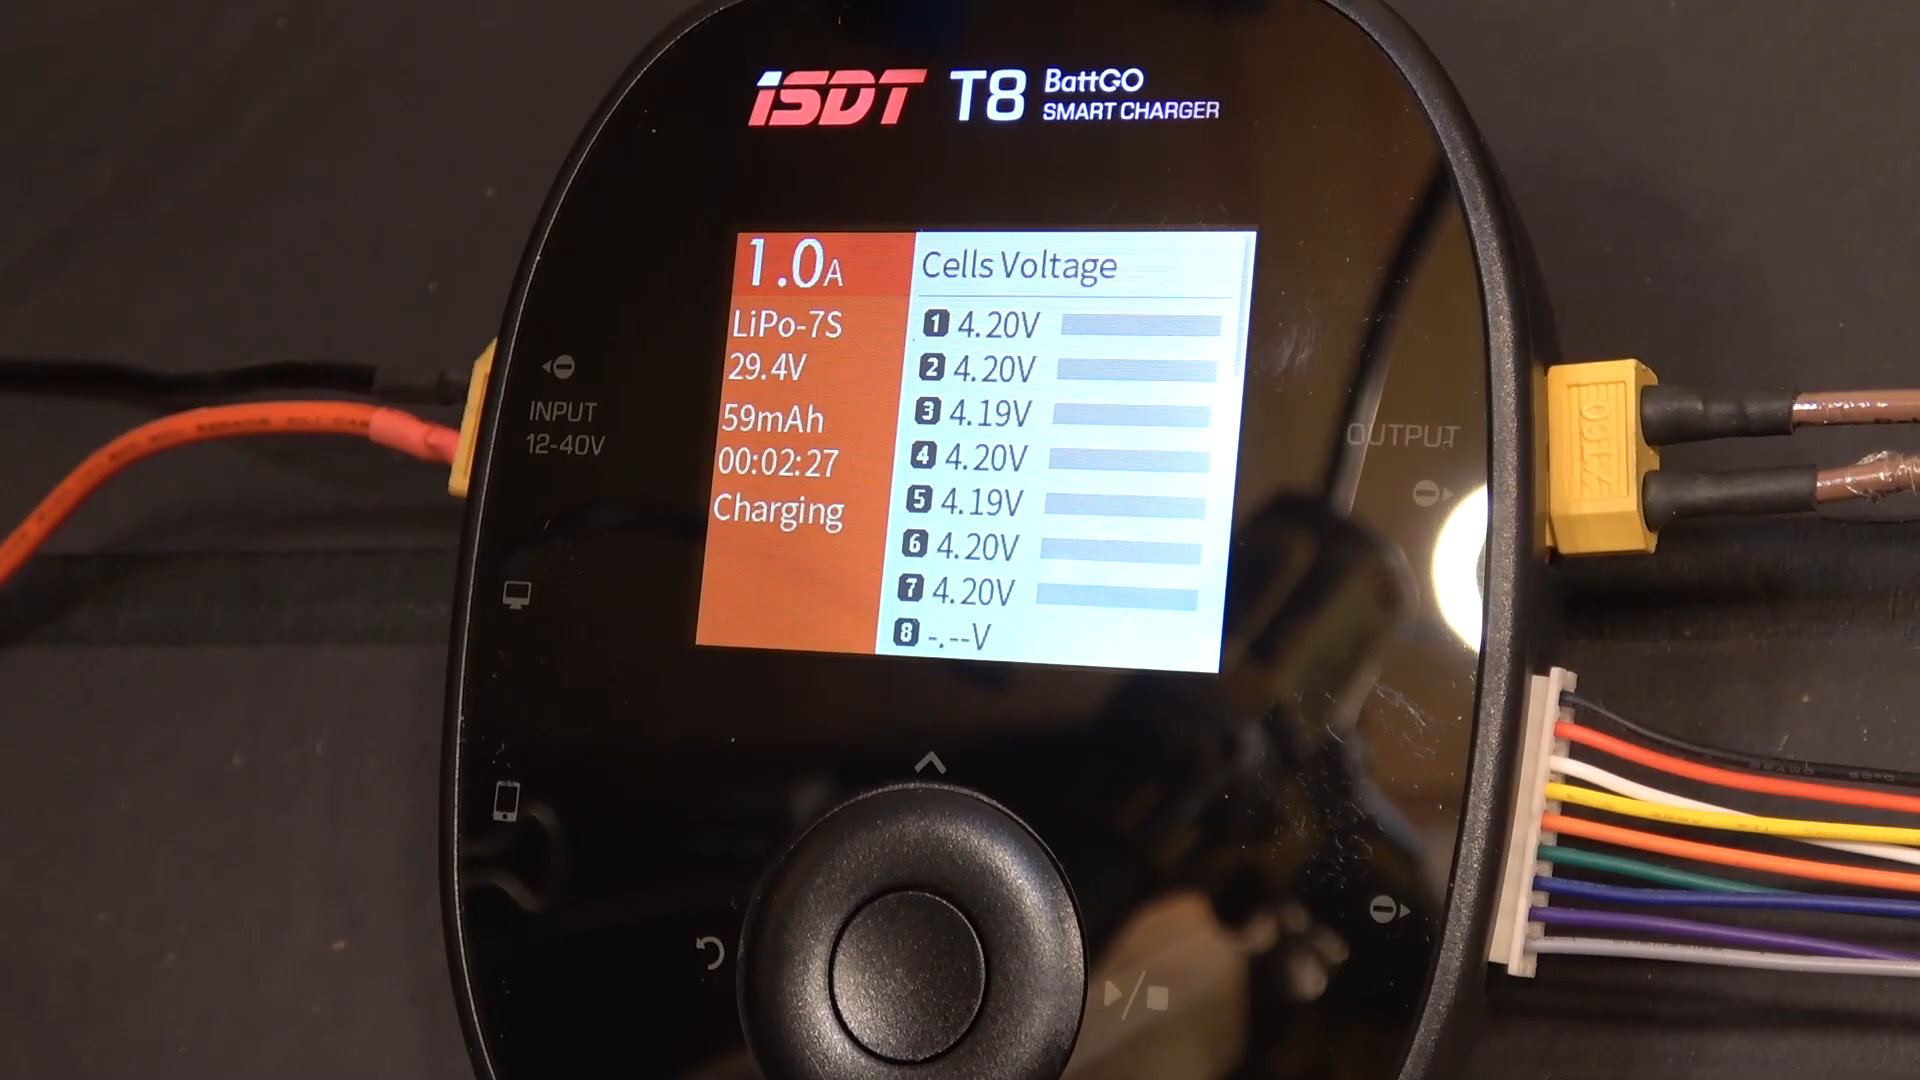 iSDT T8 BattGO
SMART CHARGER
1.0A
LiPo-7S
29.4V
59mAh
00:02:27
Charging
Cells Voltage
1 4.20V
2 4.20V
3 4.19V
4 4.20V
5 4.19V
6 4.20V
7 4.20V
8 -.--V
INPUT
12-40V
OUTPUT